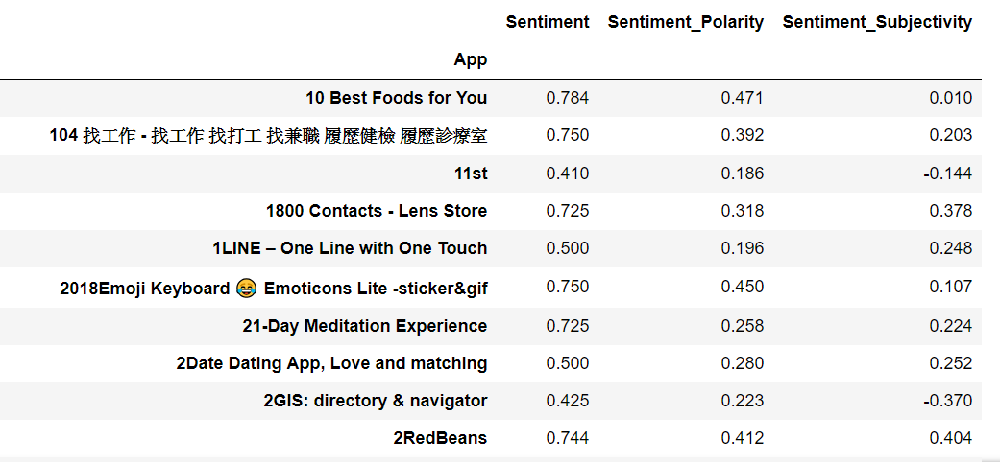 Sentiment Sentiment_Polarity Sentiment_Subjectivity
App
10 Best Foods for You 0.784 0.471 0.010
104 找工作 - 找工作 找打工 找兼職 履歷健檢 履歷診療室 0.750 0.392 0.203
11st 0.410 0.186 -0.144
1800 Contacts - Lens Store 0.725 0.318 0.378
1LINE – One Line with One Touch 0.500 0.196 0.248
2018Emoji Keyboard 😂 Emoticons Lite -sticker&gif 0.750 0.450 0.107
21-Day Meditation Experience 0.725 0.258 0.224
2Date Dating App, Love and matching 0.500 0.280 0.252
2GIS: directory & navigator 0.425 0.223 -0.370
2RedBeans 0.744 0.412 0.404